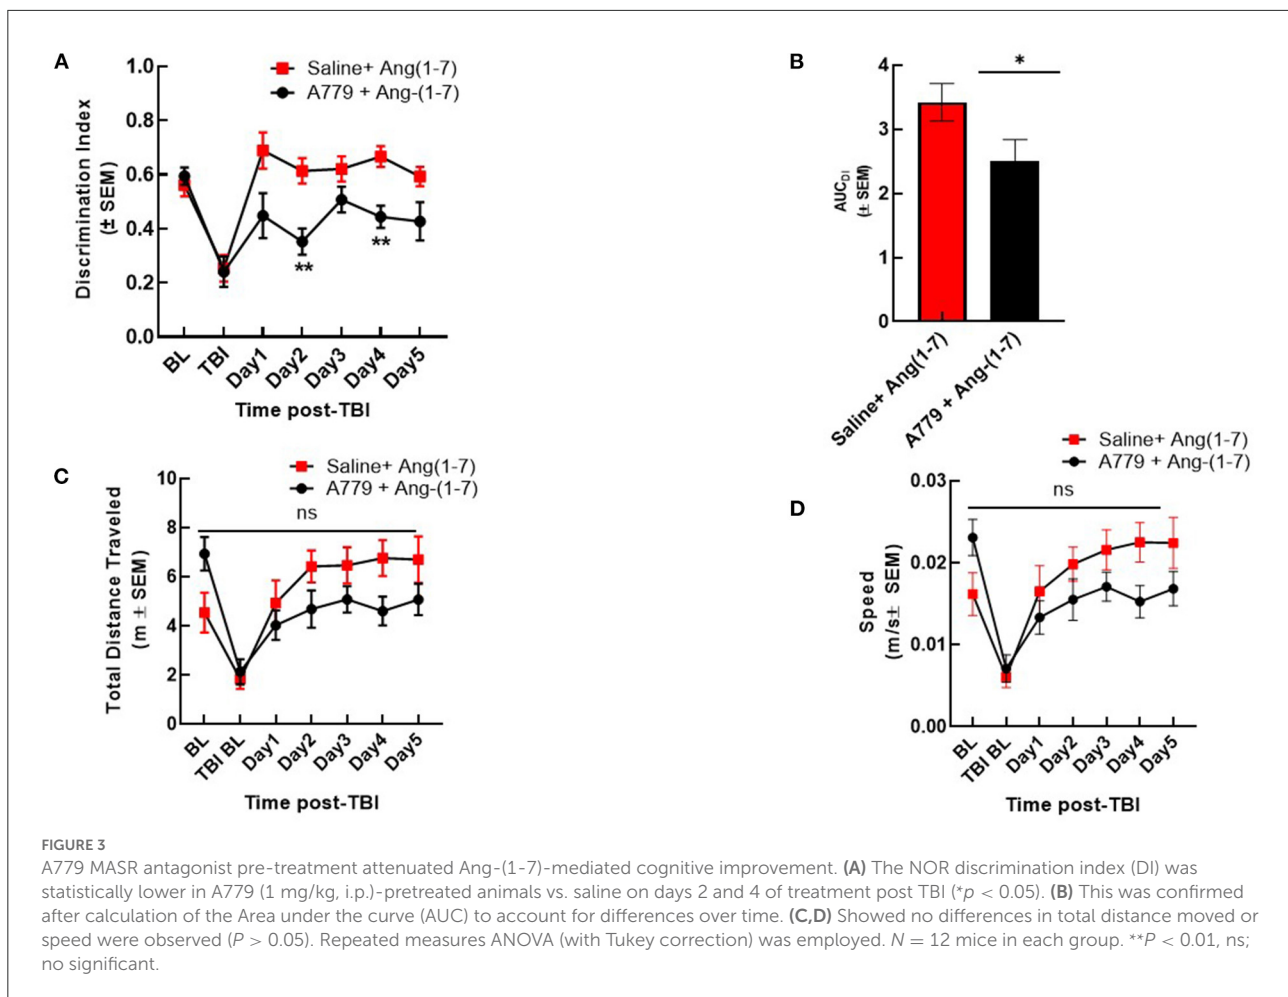 A
Saline+ Ang(1-7)
A779 + Ang-(1-7)
Discrimination Index
(± SEM)
1.0
0.8
0.6
0.4
0.2
0.0
**
**
BL
TBI
Day1
Day2
Day3
Day4
Day5
Time post-TBI
B
*
AUCDI
(± SEM)
4
3
2
1
0
Saline+ Ang(1-7)
A779 + Ang-(1-7)
C
Saline+ Ang(1-7)
A779 + Ang-(1-7)
ns
Total Distance Traveled
(m ± SEM)
10
8
6
4
2
0
BL
TBI BL
Day1
Day2
Day3
Day4
Day5
Time post-TBI
D
Saline+ Ang(1-7)
A779 + Ang-(1-7)
ns
Speed
(m/s± SEM)
0.03
0.02
0.01
0.00
BL
TBI BL
Day1
Day2
Day3
Day4
Day5
Time post-TBI
FIGURE 3
A779 MASR antagonist pre-treatment attenuated Ang-(1-7)-mediated cognitive improvement. (A) The NOR discrimination index (DI) was
statistically lower in A779 (1 mg/kg, i.p.)-pretreated animals vs. saline on days 2 and 4 of treatment post TBI (*p < 0.05). (B) This was confirmed
after calculation of the Area under the curve (AUC) to account for differences over time. (C,D) Showed no differences in total distance moved or
speed were observed (P > 0.05). Repeated measures ANOVA (with Tukey correction) was employed. N = 12 mice in each group. **P < 0.01, ns;
no significant.